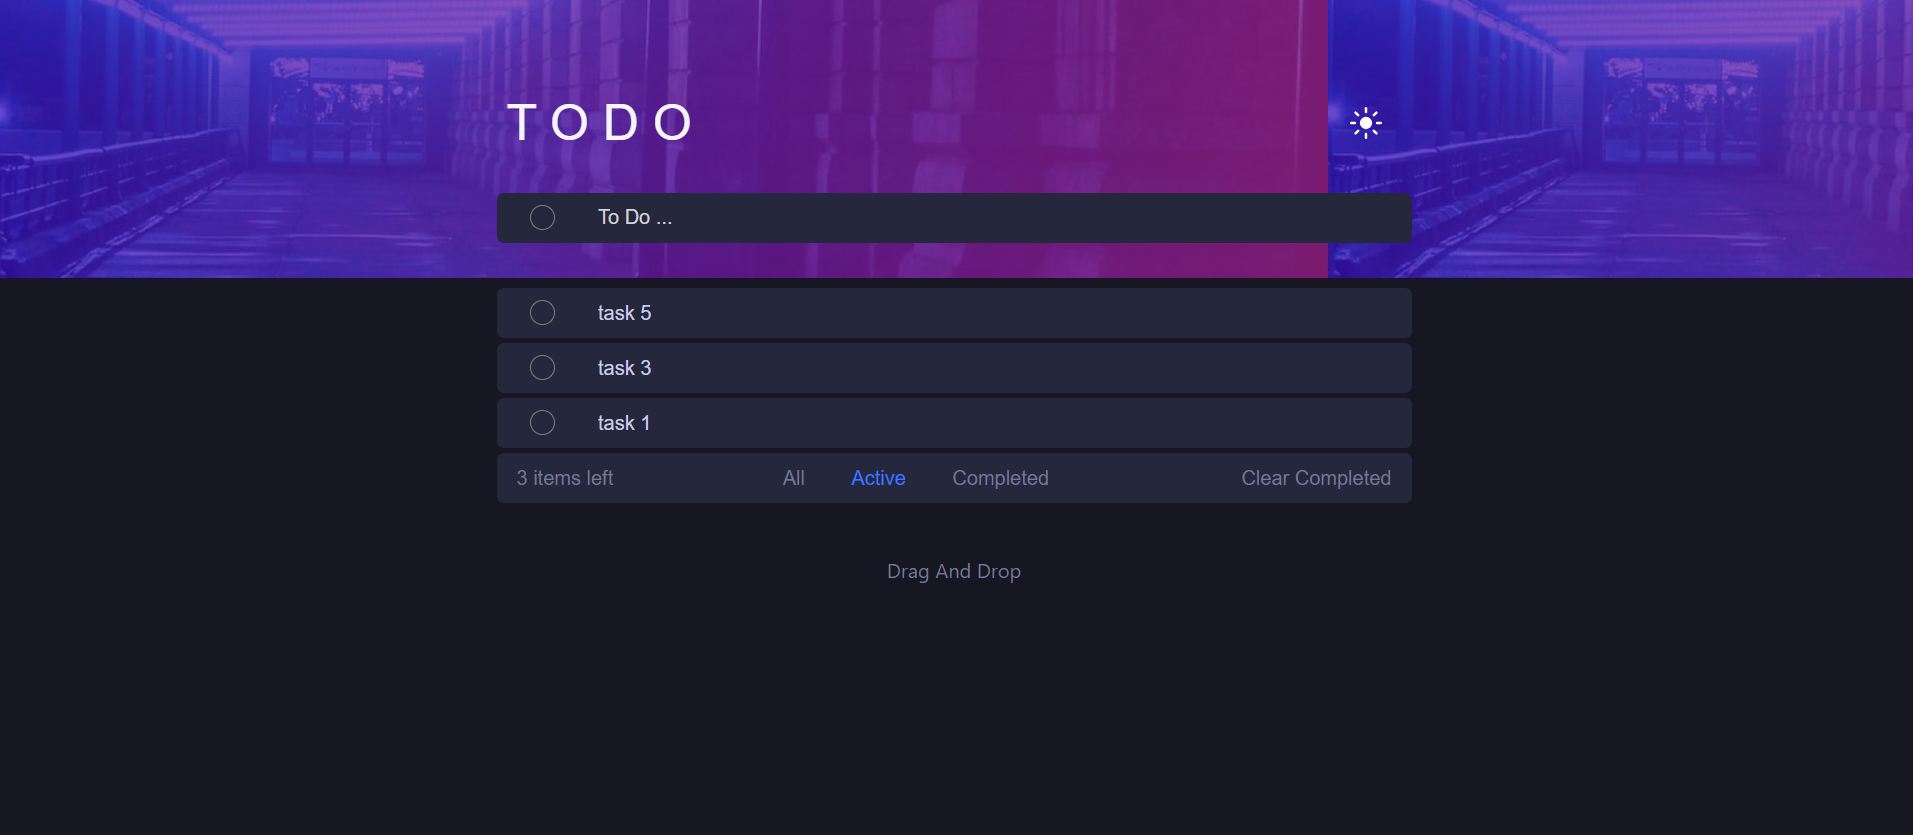 TODO
To Do ...
task 5
task 3
task 1
3 items left All Active Completed Clear Completed
Drag And Drop